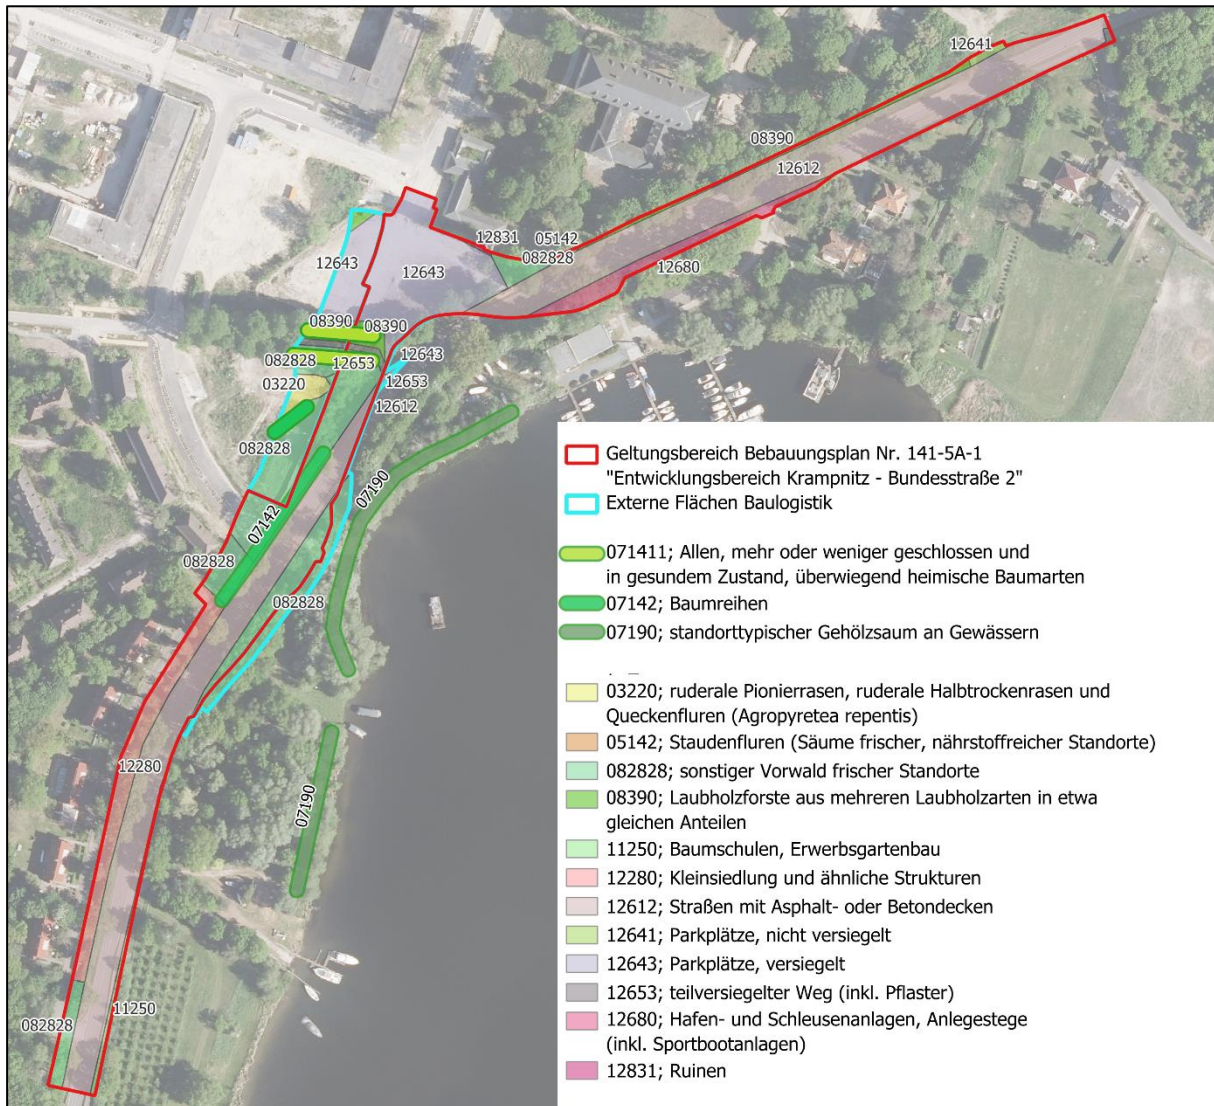 12641
08390
12612
12831
05142
082828
12680
12643
12643
08390
08390
082828
12653
12643
12653
12612
03220
082828
07190
07142
082828
082828
12280
07190
11250
082828
Geltungsbereich Bebauungsplan Nr. 141-5A-1
"Entwicklungsbereich Krampnitz - Bundesstraße 2"
Externe Flächen Baulogistik
071411; Allen, mehr oder weniger geschlossen und
in gesundem Zustand, überwiegend heimische Baumarten
07142; Baumreihen
07190; standorttypischer Gehölzsaum an Gewässern
03220; ruderale Pionierrasen, ruderale Halbtrockenrasen und
Queckenfluren (Agropyretea repentis)
05142; Staudenfluren (Säume frischer, nährstoffreicher Standorte)
082828; sonstiger Vorwald frischer Standorte
08390; Laubholzforste aus mehreren Laubholzarten in etwa
gleichen Anteilen
11250; Baumschulen, Erwerbsgartenbau
12280; Kleinsiedlung und ähnliche Strukturen
12612; Straßen mit Asphalt- oder Betondecken
12641; Parkplätze, nicht versiegelt
12643; Parkplätze, versiegelt
12653; teilversiegelter Weg (inkl. Pflaster)
12680; Hafen- und Schleusenanlagen, Anlegestege
(inkl. Sportbootanlagen)
12831; Ruinen